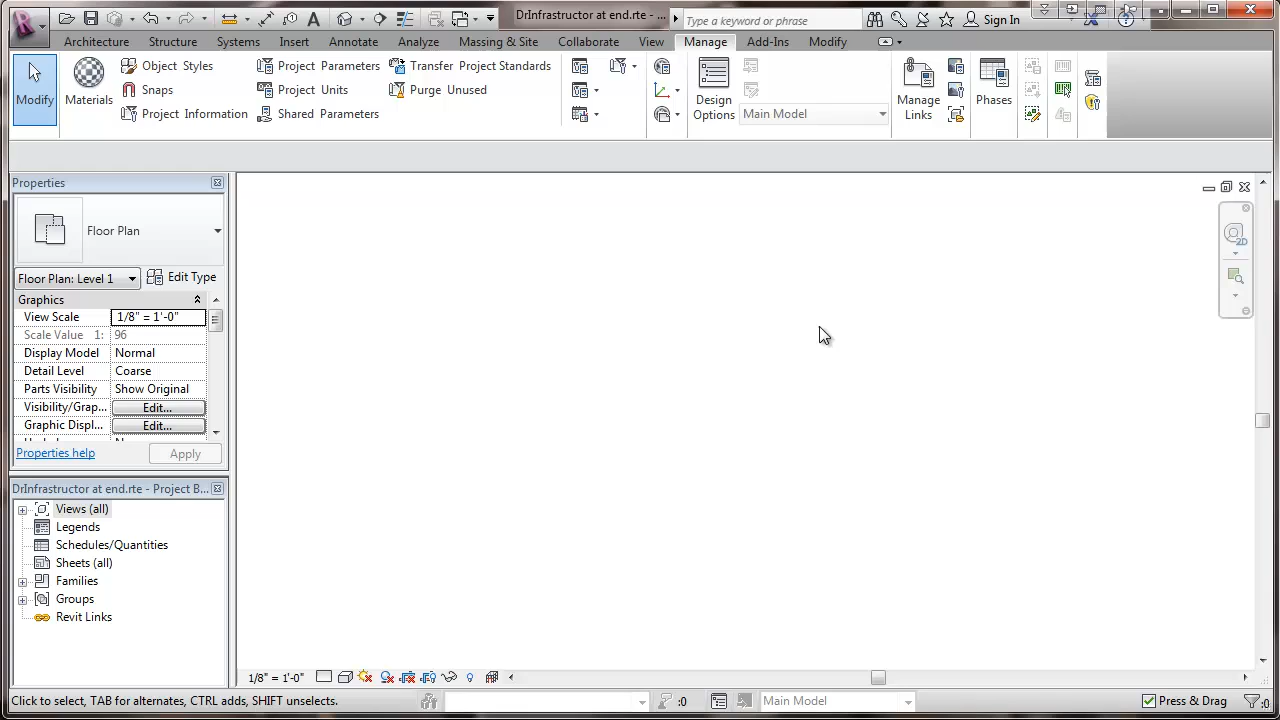 DrInfrastructor at end.rte - ...
Type a keyword or phrase
Sign In
Architecture
Structure
Systems
Insert
Annotate
Analyze
Massing & Site
Collaborate
View
Manage
Add-Ins
Modify
Modify
Materials
Object Styles
Snaps
Project Information
Project Parameters
Project Units
Shared Parameters
Transfer Project Standards
Purge Unused
Design
Options
Main Model
Manage
Links
Phases
Properties
Floor Plan
Floor Plan: Level 1
Edit Type
Graphics
View Scale
1/8" = 1'-0"
Scale Value 1:
96
Display Model
Normal
Detail Level
Coarse
Parts Visibility
Show Original
Visibility/Grap...
Edit...
Graphic Displ...
Edit...
Properties help
Apply
DrInfrastructor at end.rte - Project B...
Views (all)
Legends
Schedules/Quantities
Sheets (all)
Families
Groups
Revit Links
2D
1/8" = 1'-0"
Click to select, TAB for alternates, CTRL adds, SHIFT unselects.
:0
Main Model
Press & Drag
:0